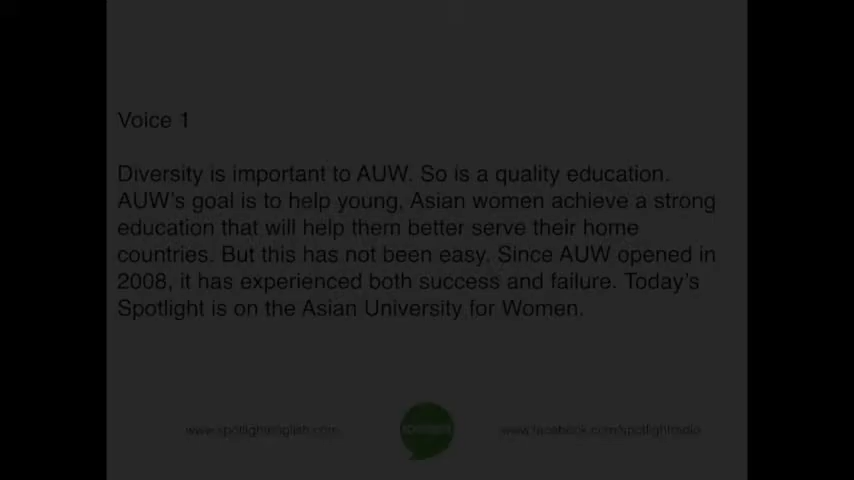 Voice 1
Diversity is important to AUW. So is a quality education.
AUW's goal is to help young, Asian women achieve a strong
education that will help them better serve their home
countries. But this has not been easy. Since AUW opened in
2008, it has experienced both success and failure. Today's
Spotlight is on the Asian University for Women.
www.spotlightenglish.com
www.facebook.com/spotlightradio